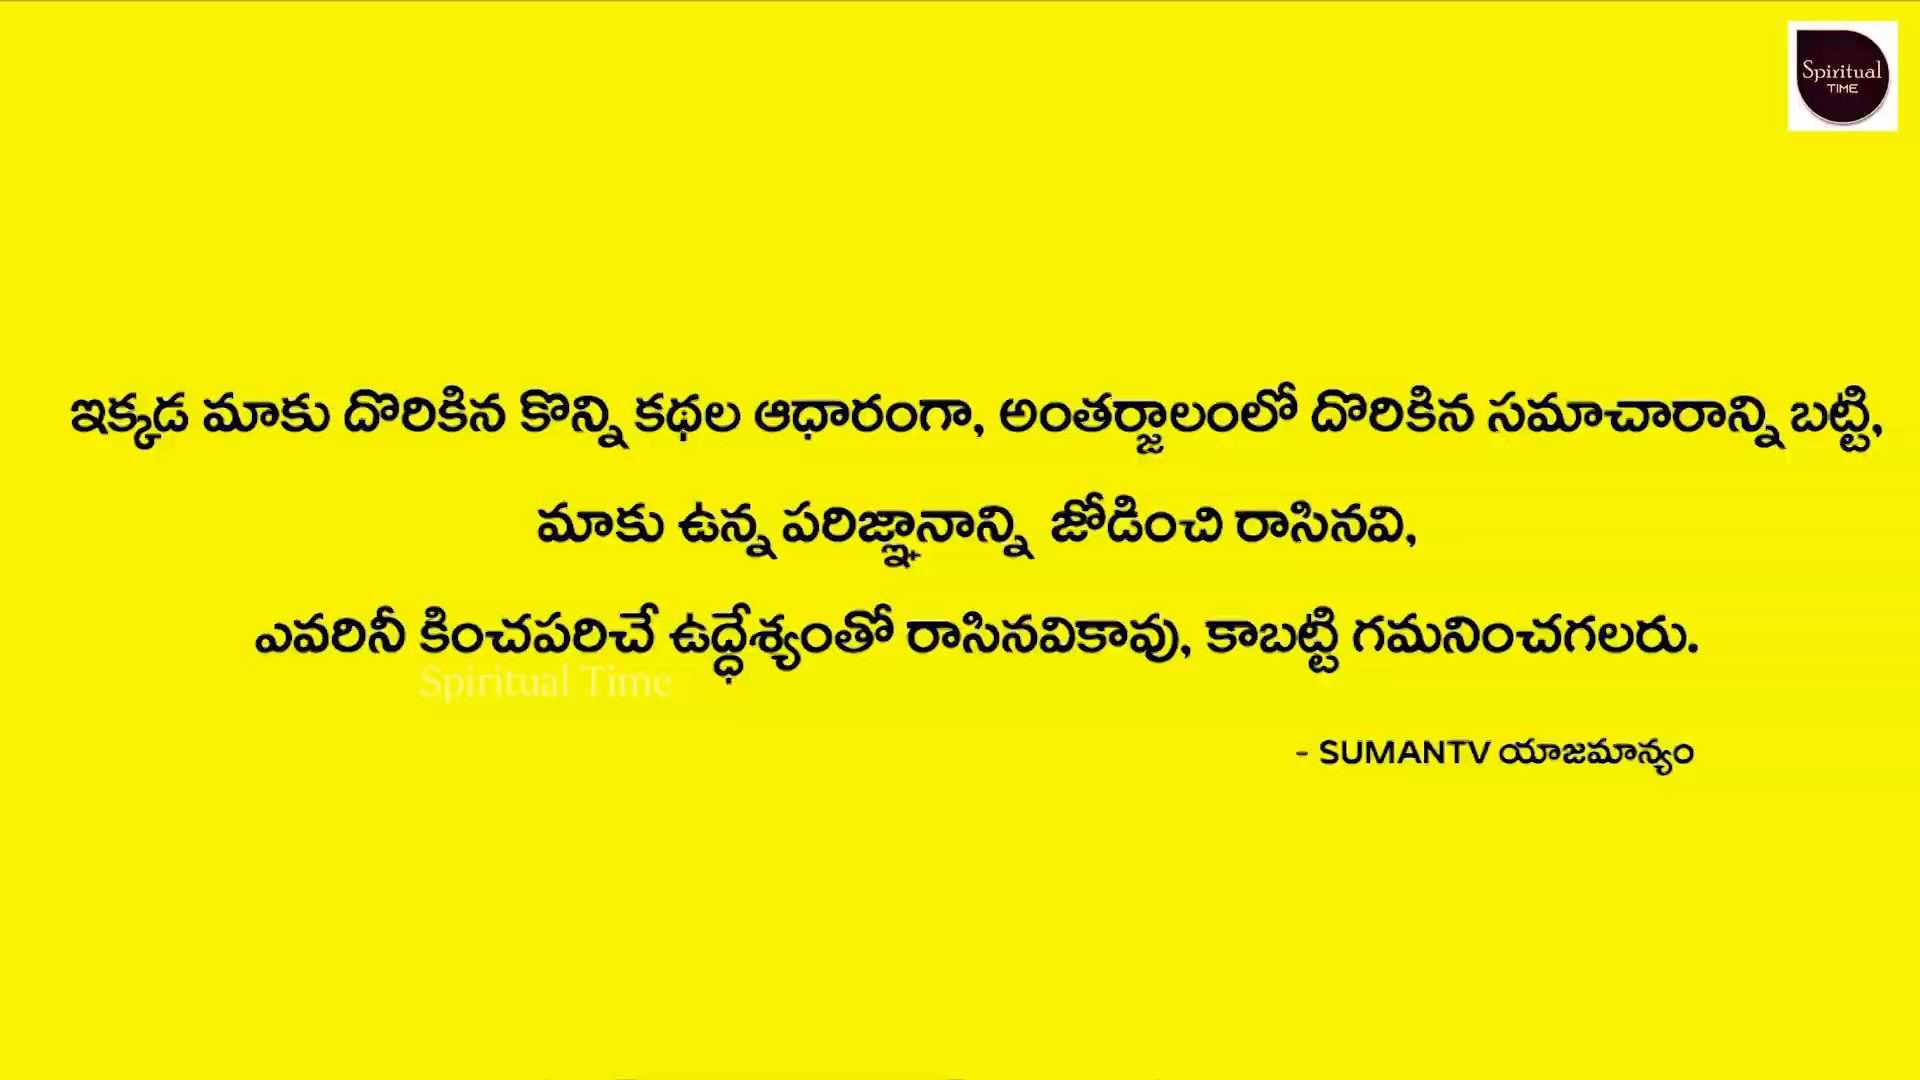 Spiritual
TIME
ఇక్కడ మాకు దొరికిన కొన్ని కథల ఆధారంగా, అంతర్జాలంలో దొరికిన సమాచారాన్ని బట్టి,
మాకు ఉన్న పరిజ్ఞానాన్ని జోడించి రాసినవి,
ఎవరినీ కించపరిచే ఉద్ధేశ్యంతో రాసినవికావు, కాబట్టి గమనించగలరు.
Spiritual Time
- SUMANTV యాజమాన్యం